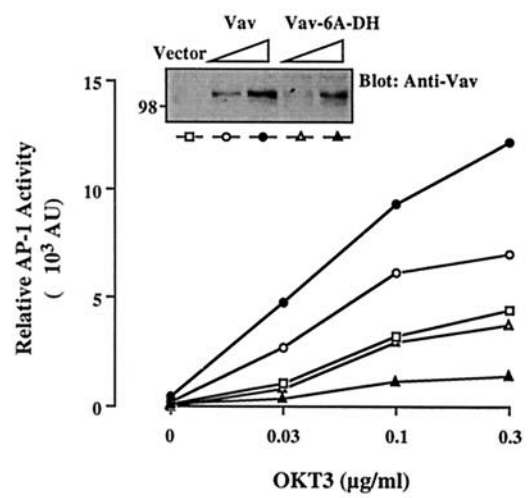 Vav Vav-6A-DH
Vector
Blot: Anti-Vav
98
15
10
5
0
Relative AP-1 Activity
( 10³ AU)
0 0.03 0.1 0.3
OKT3 (µg/ml)